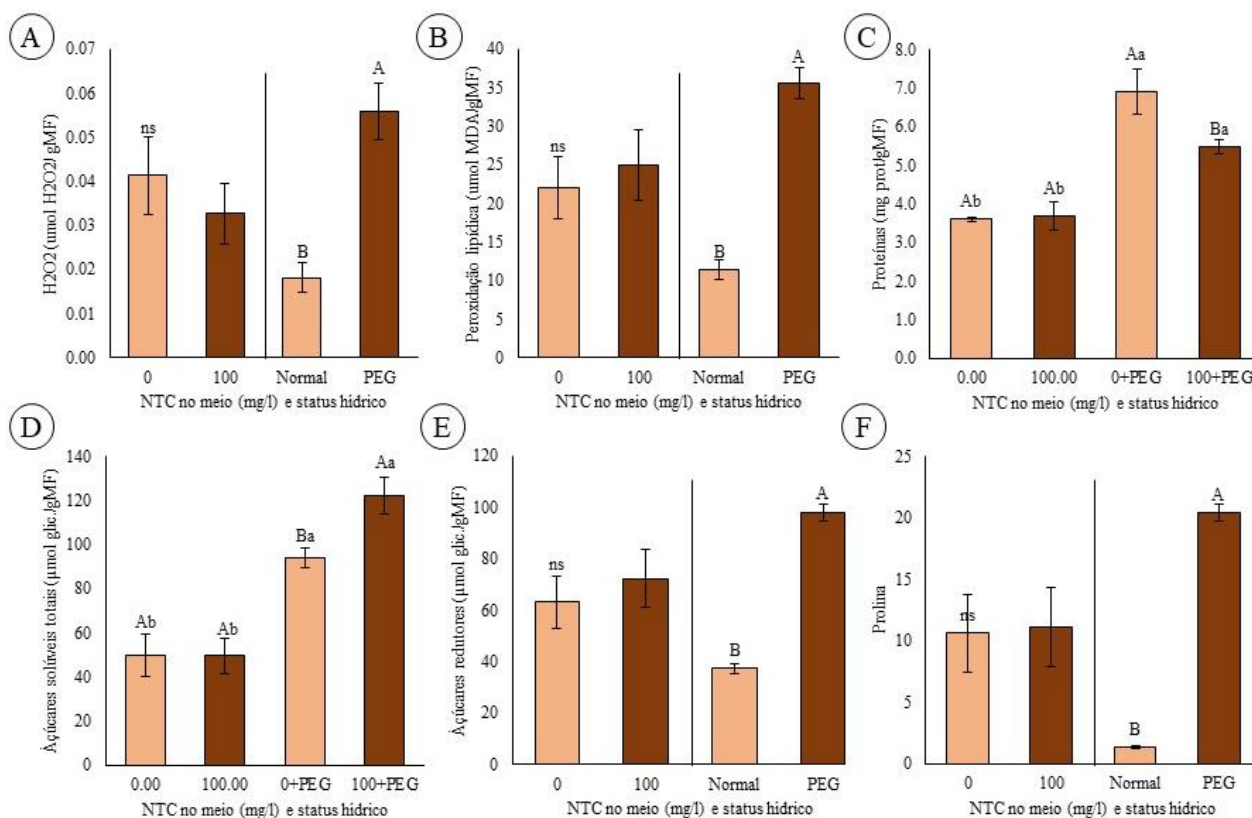 A
H2O2 (umol H2O2/ gMF)
0.07
0.06
0.05
0.04
0.03
0.02
0.01
0.00
ns
B
A
0
100
Normal
PEG
NTC no meio (mg/l) e status hídrico
B
Peroxidação lipídica (umol MDA/gMF)
40
35
30
25
20
15
10
5
0
ns
B
A
0
100
Normal
PEG
NTC no meio (mg/l) e status hídrico
C
Proteínas (mg prot/gMF)
8.0
7.0
6.0
5.0
4.0
3.0
2.0
1.0
0.0
Ab
Ab
Aa
Ba
0.00
100.00
0+PEG
100+PEG
NTC no meio (mg/l) e status hídrico
D
Àçúcares solúveis totais (µmol glic./gMF)
140
120
100
80
60
40
20
0
Ab
Ab
Ba
Aa
0.00
100.00
0+PEG
100+PEG
NTC no meio (mg/l) e status hídrico
E
Àçúcares redutores (µmol glic./gMF)
120
100
80
60
40
20
0
ns
B
A
0
100
Normal
PEG
NTC no meio (mg/l) e status hídrico
F
Prolina
25
20
15
10
5
0
ns
B
A
0
100
Normal
PEG
NTC no meio (mg/l) e status hídrico